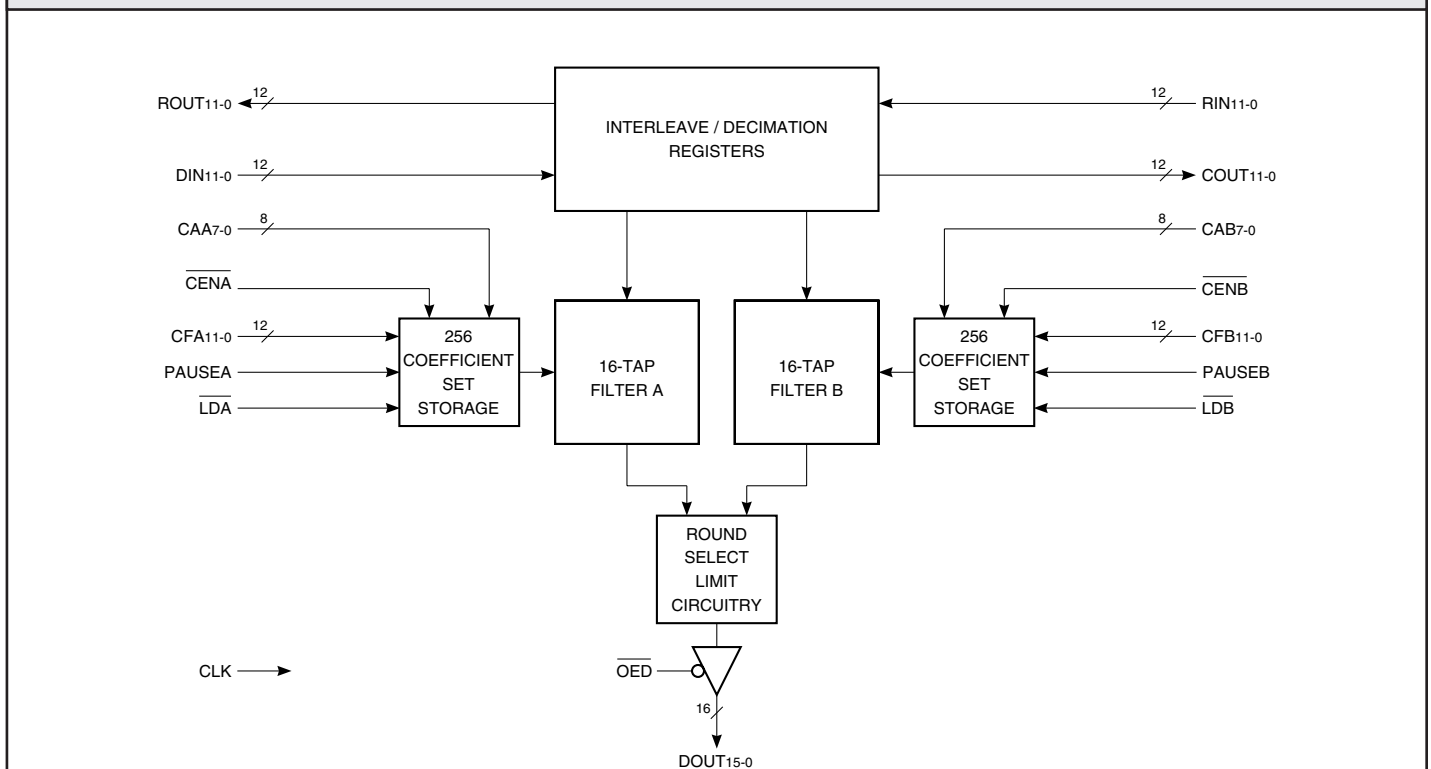 ROUT11-0
12
12
RIN11-0
INTERLEAVE / DECIMATION
REGISTERS
DIN11-0
12
12
COUT11-0
CAA7-0
8
8
CAB7-0
CENA
CENB
CFA11-0
12
12
CFB11-0
PAUSEA
PAUSEB
LDA
LDB
256
COEFFICIENT
SET
STORAGE
16-TAP
FILTER A
16-TAP
FILTER B
256
COEFFICIENT
SET
STORAGE
ROUND
SELECT
LIMIT
CIRCUITRY
CLK
OED
16
DOUT15-0